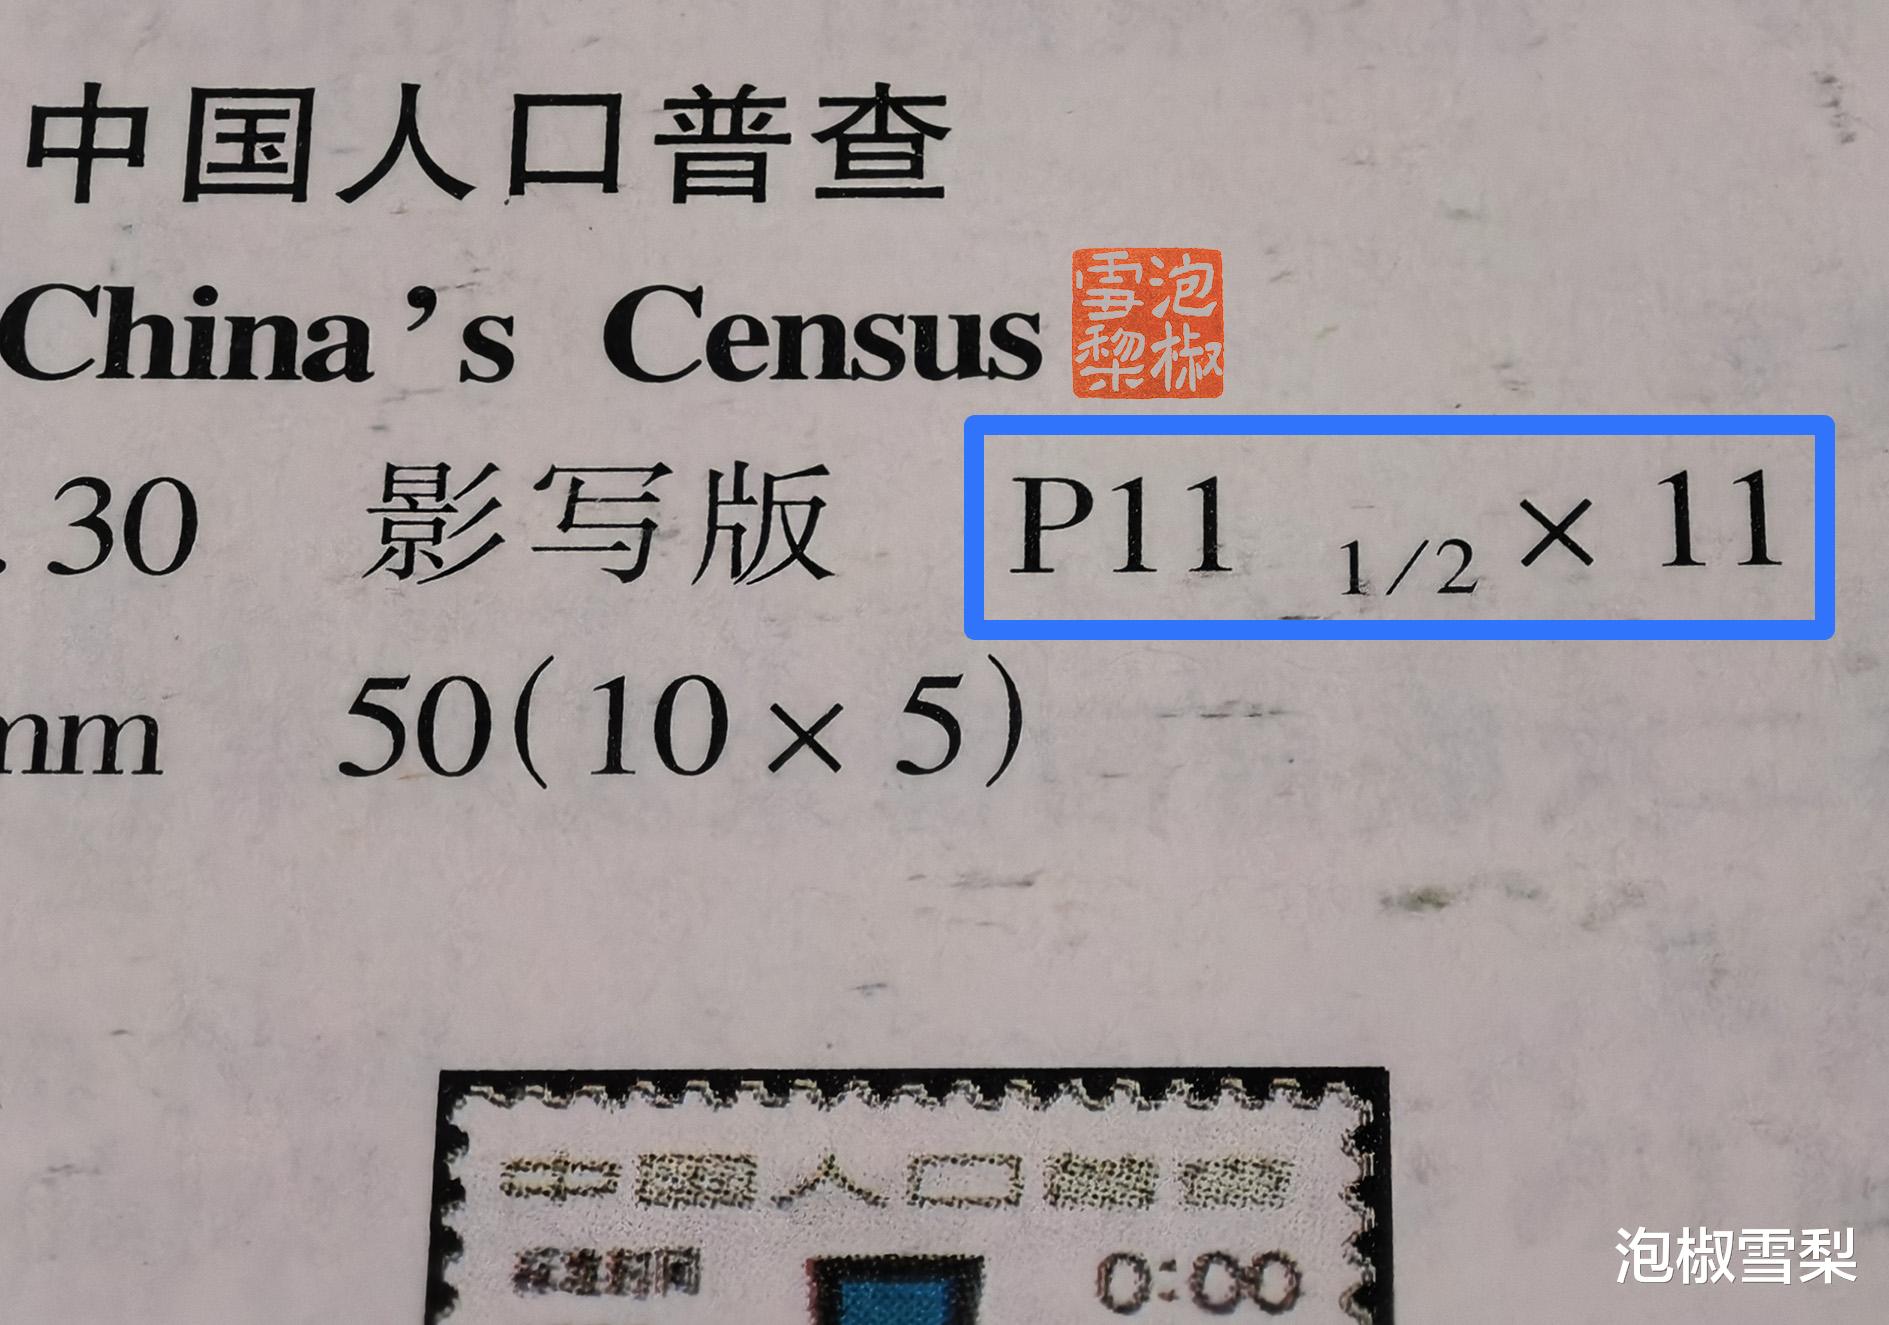 中国人口普查
China's Census
泡椒雪梨
.30 影写版 P11 1/2 × 11
mm 50(10×5)
中国人口普查
0:00
泡椒雪梨